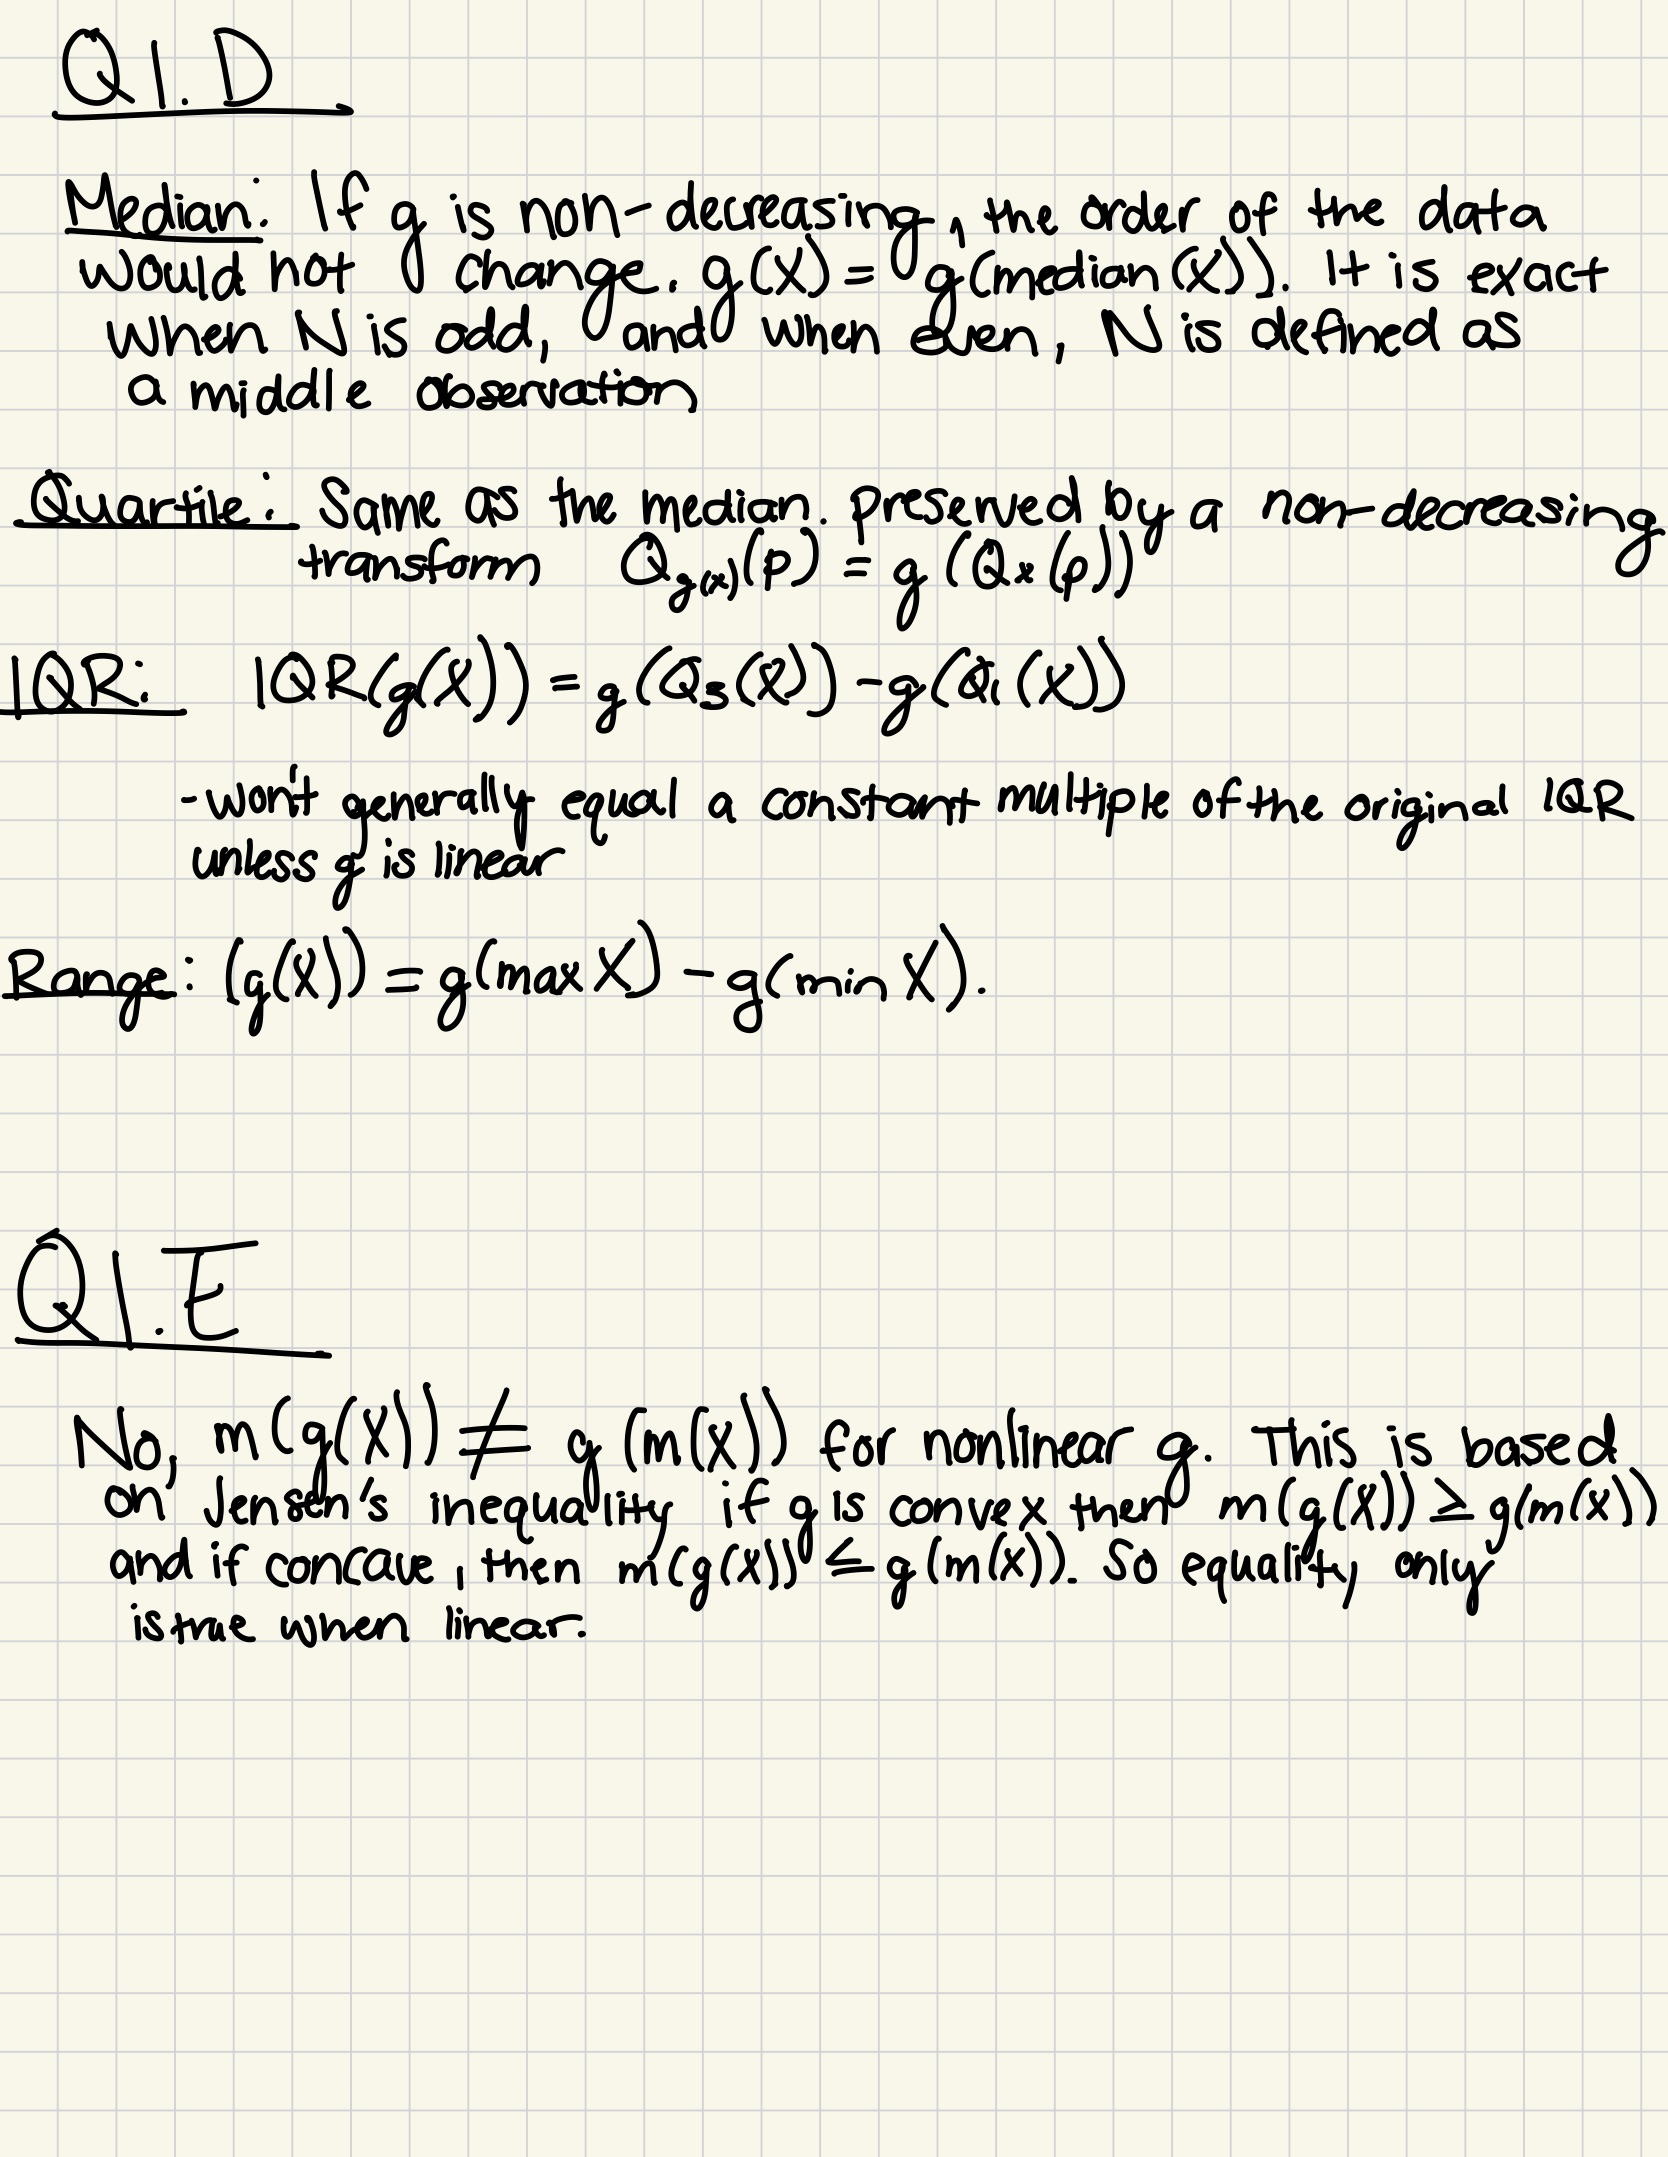 Q1.D
Median: If g is non-decreasing, the order of the data
would not change. g(X) = g(median(X)). It is exact
when N is odd, and when even, N is defined as
a middle observation
Quartile: Same as the median. preserved by a non-decreasing
transform Q_{g(x)}(p) = g(Q_x(p))
IQR: IQR(g(X)) = g(Q_3(X)) - g(Q_1(X))
- won't generally equal a constant multiple of the original IQR
unless g is linear
Range: (g(X)) = g(max X) - g(min X).
Q1.E
No, m(g(X)) ≠ g(m(X)) for nonlinear g. This is based
on Jensen's inequality if g is convex then m(g(X)) ≥ g(m(X))
and if concave, then m(g(X)) ≤ g(m(X)). So equality only
is true when linear.